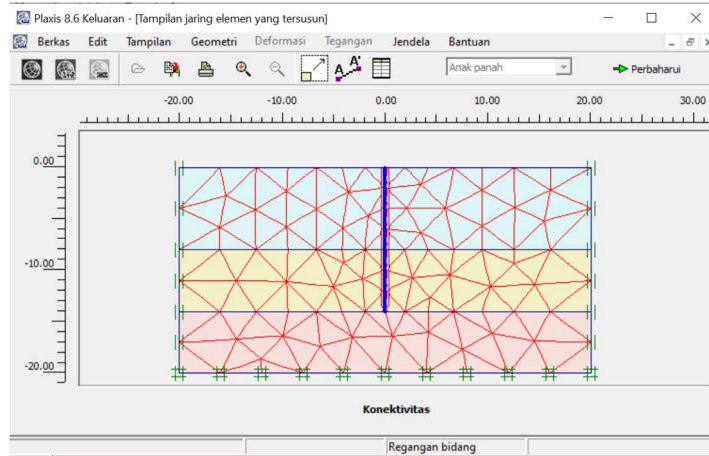 Plaxis 8.6 Keluaran - [Tampilan jaring elemen yang tersusun]
Berkas Edit Tampilan Geometri Deformasi Tegangan Jendela Bantuan
Anak panah Perbaharui
-20.00 -10.00 0.00 10.00 20.00 30.00
0.00
-10.00
-20.00
Konektivitas
Regangan bidang